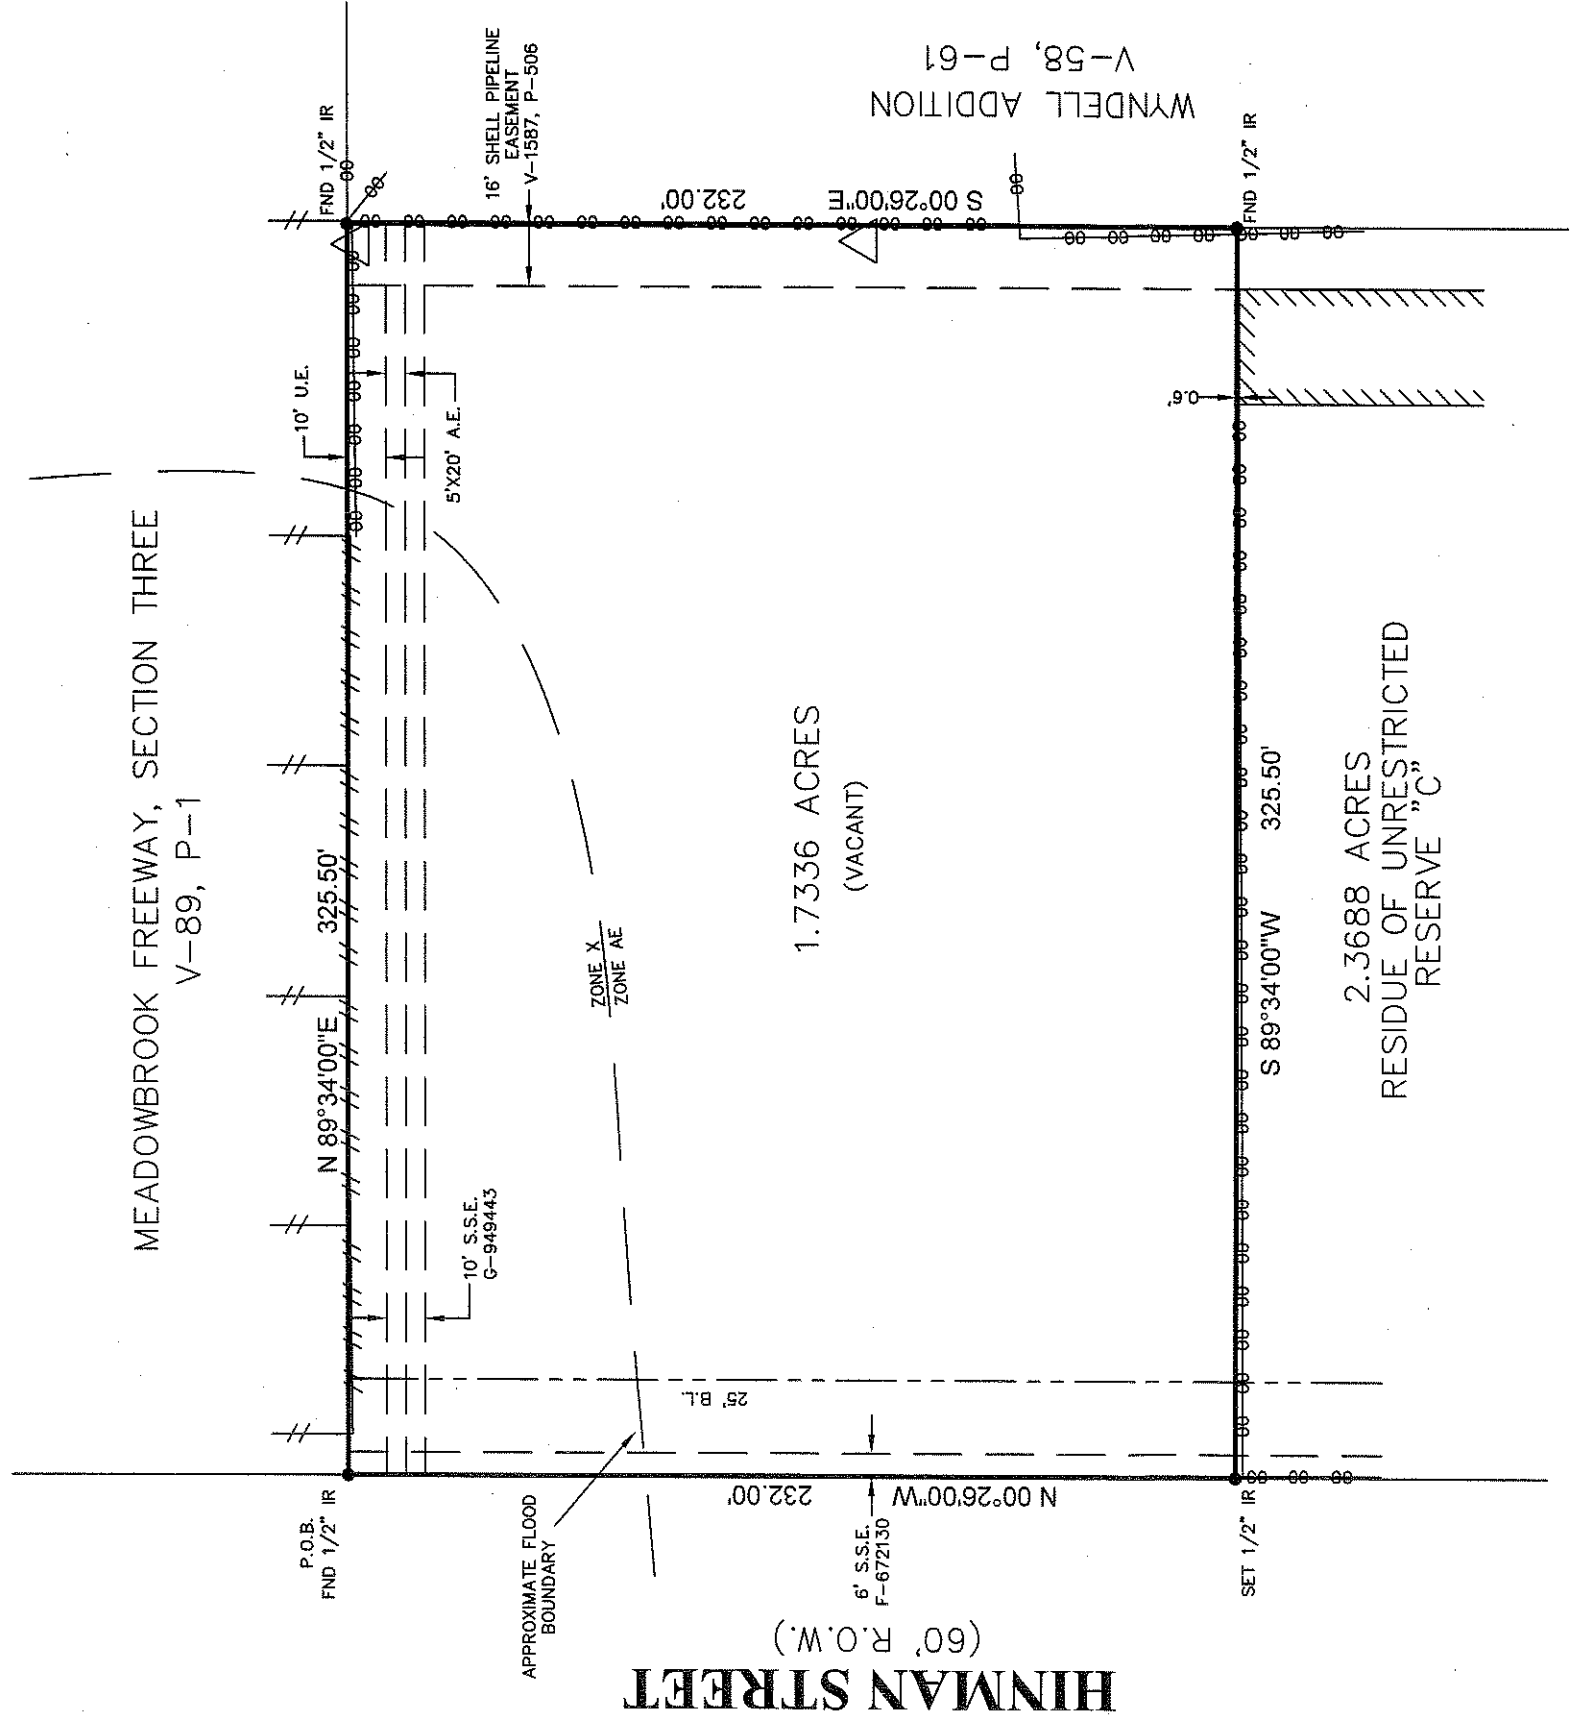 MEADOWBROOK FREEWAY, SECTION THREE
V-89, P-1
P.O.B.
FND 1/2" IR
N 89°34'00"E 325.50'
10' U.E.
FND 1/2" IR
16' SHELL PIPELINE
EASEMENT
V-1587, P-506
5'X20' A.E.
10' S.S.E.
G-949443
S 00°26'00"E 232.00'
WYNDELL ADDITION
V-58, P-61
ZONE X
ZONE AE
APPROXIMATE FLOOD
BOUNDARY
25' B.L.
1.7336 ACRES
(VACANT)
N 00°26'00"W 232.00'
6' S.S.E.
F-672130
HINMAN STREET
(60' R.O.W.)
0.6'
SET 1/2" IR
S 89°34'00"W 325.50'
FND 1/2" IR
2.3688 ACRES
RESIDUE OF UNRESTRICTED
RESERVE "C"